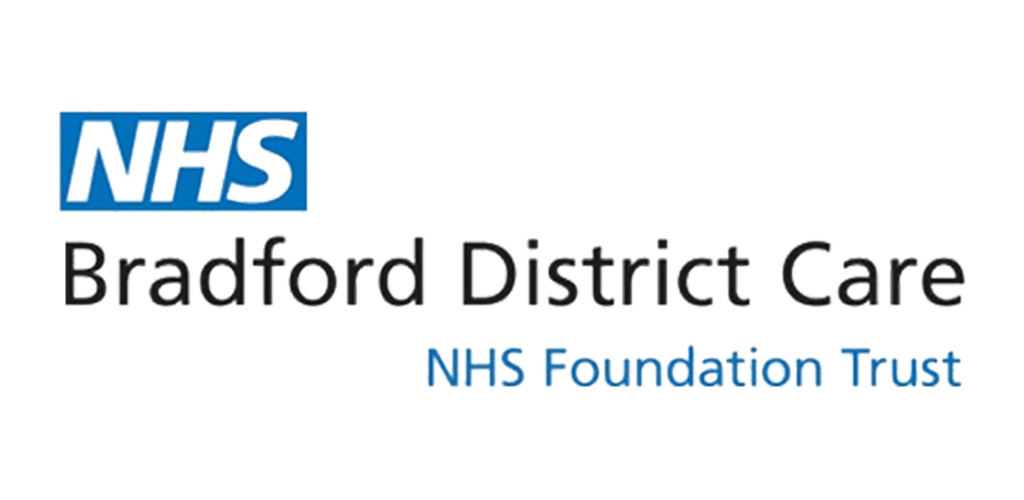 NHS
Bradford District Care
NHS Foundation Trust